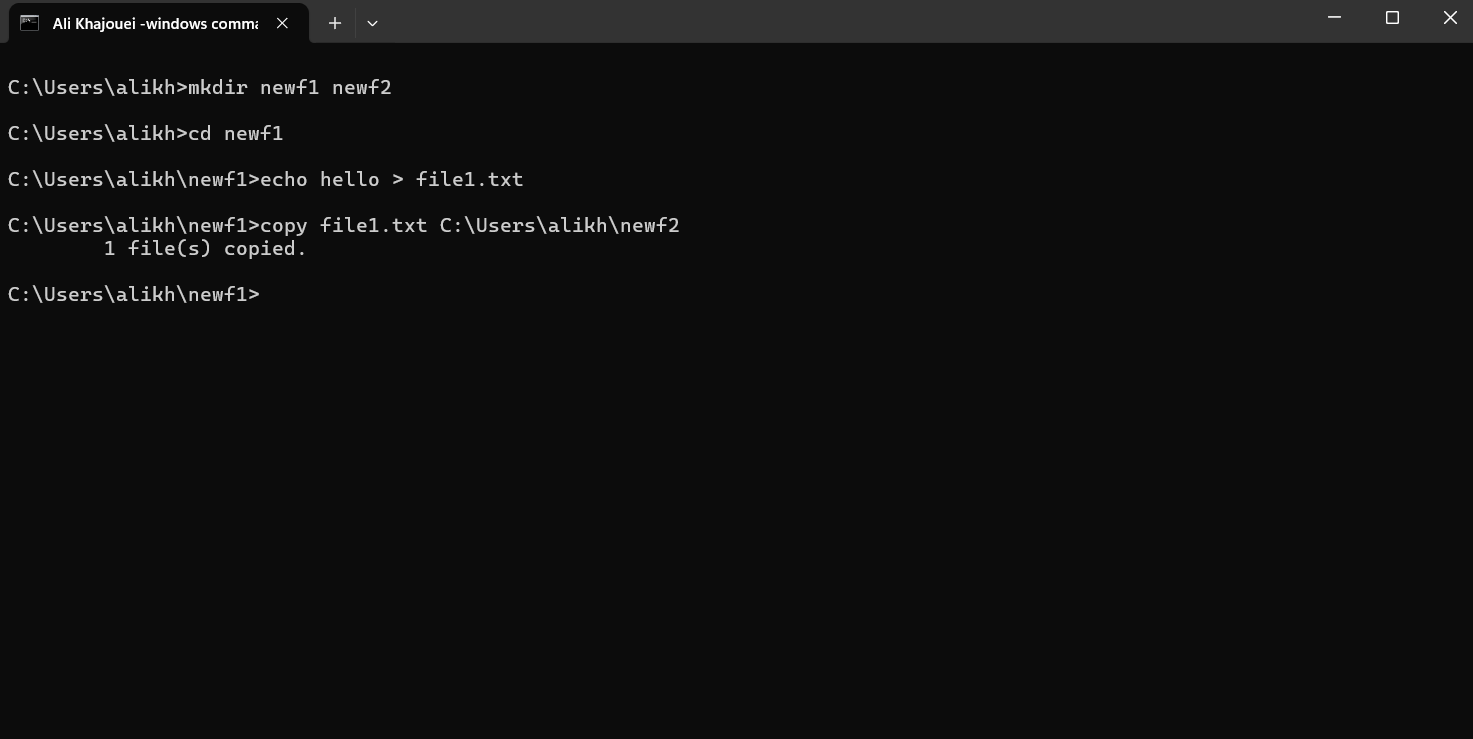 Ali Khajouei -windows comma
C:\Users\alikh>mkdir newf1 newf2
C:\Users\alikh>cd newf1
C:\Users\alikh\newf1>echo hello > file1.txt
C:\Users\alikh\newf1>copy file1.txt C:\Users\alikh\newf2
        1 file(s) copied.
C:\Users\alikh\newf1>